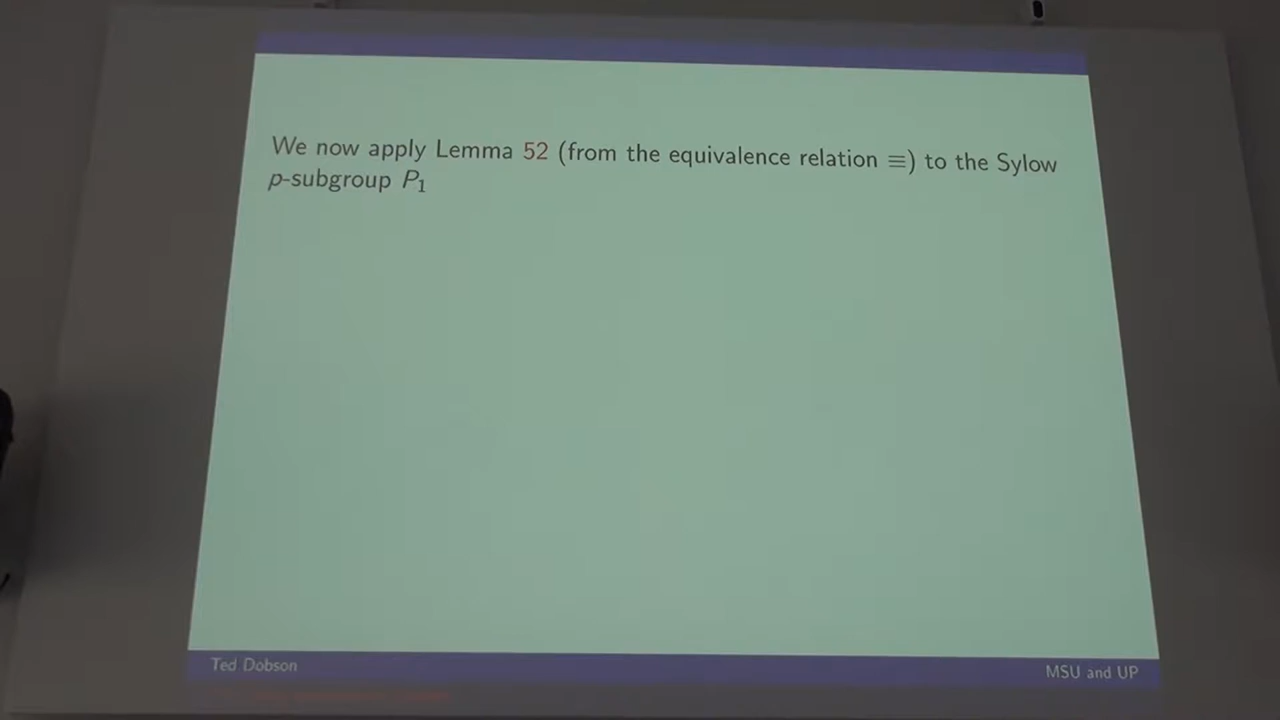 We now apply Lemma 52 (from the equivalence relation ≡) to the Sylow
p-subgroup P₁
Ted Dobson
MSU and UP